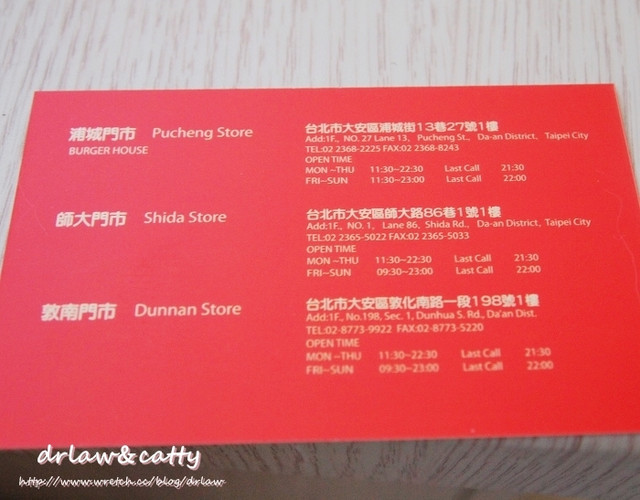 浦城門市 Pucheng Store
BURGER HOUSE
台北市大安區浦城街13巷27號1樓
Add:1F., NO. 27 Lane 13, Pucheng St., Da-an District, Taipei City
TEL:02 2368-2225 FAX:02 2368-8243
OPEN TIME
MON~THU 11:30~22:30 Last Call 21:30
FRI~SUN 11:30~23:00 Last Call 22:00
師大門市 Shida Store
台北市大安區師大路86巷1號1樓
Add:1F., NO. 1, Lane 86, Shida Rd., Da-an District, Taipei City
TEL:02 2365-5022 FAX:02 2365-5033
OPEN TIME
MON~THU 11:30~22:30 Last Call 21:30
FRI~SUN 09:30~23:00 Last Call 22:00
敦南門市 Dunnan Store
台北市大安區敦化南路一段198號1樓
Add:1F., No.198, Sec. 1, Dunhua S. Rd., Da'an Dist.
TEL:02-8773-9922 FAX:02-8773-5220
OPEN TIME
MON~THU 11:30~22:30 Last Call 21:30
FRI~SUN 09:30~23:00 Last Call 22:00
drlaw&catty
http://www.wretch.cc/blog/drlaw